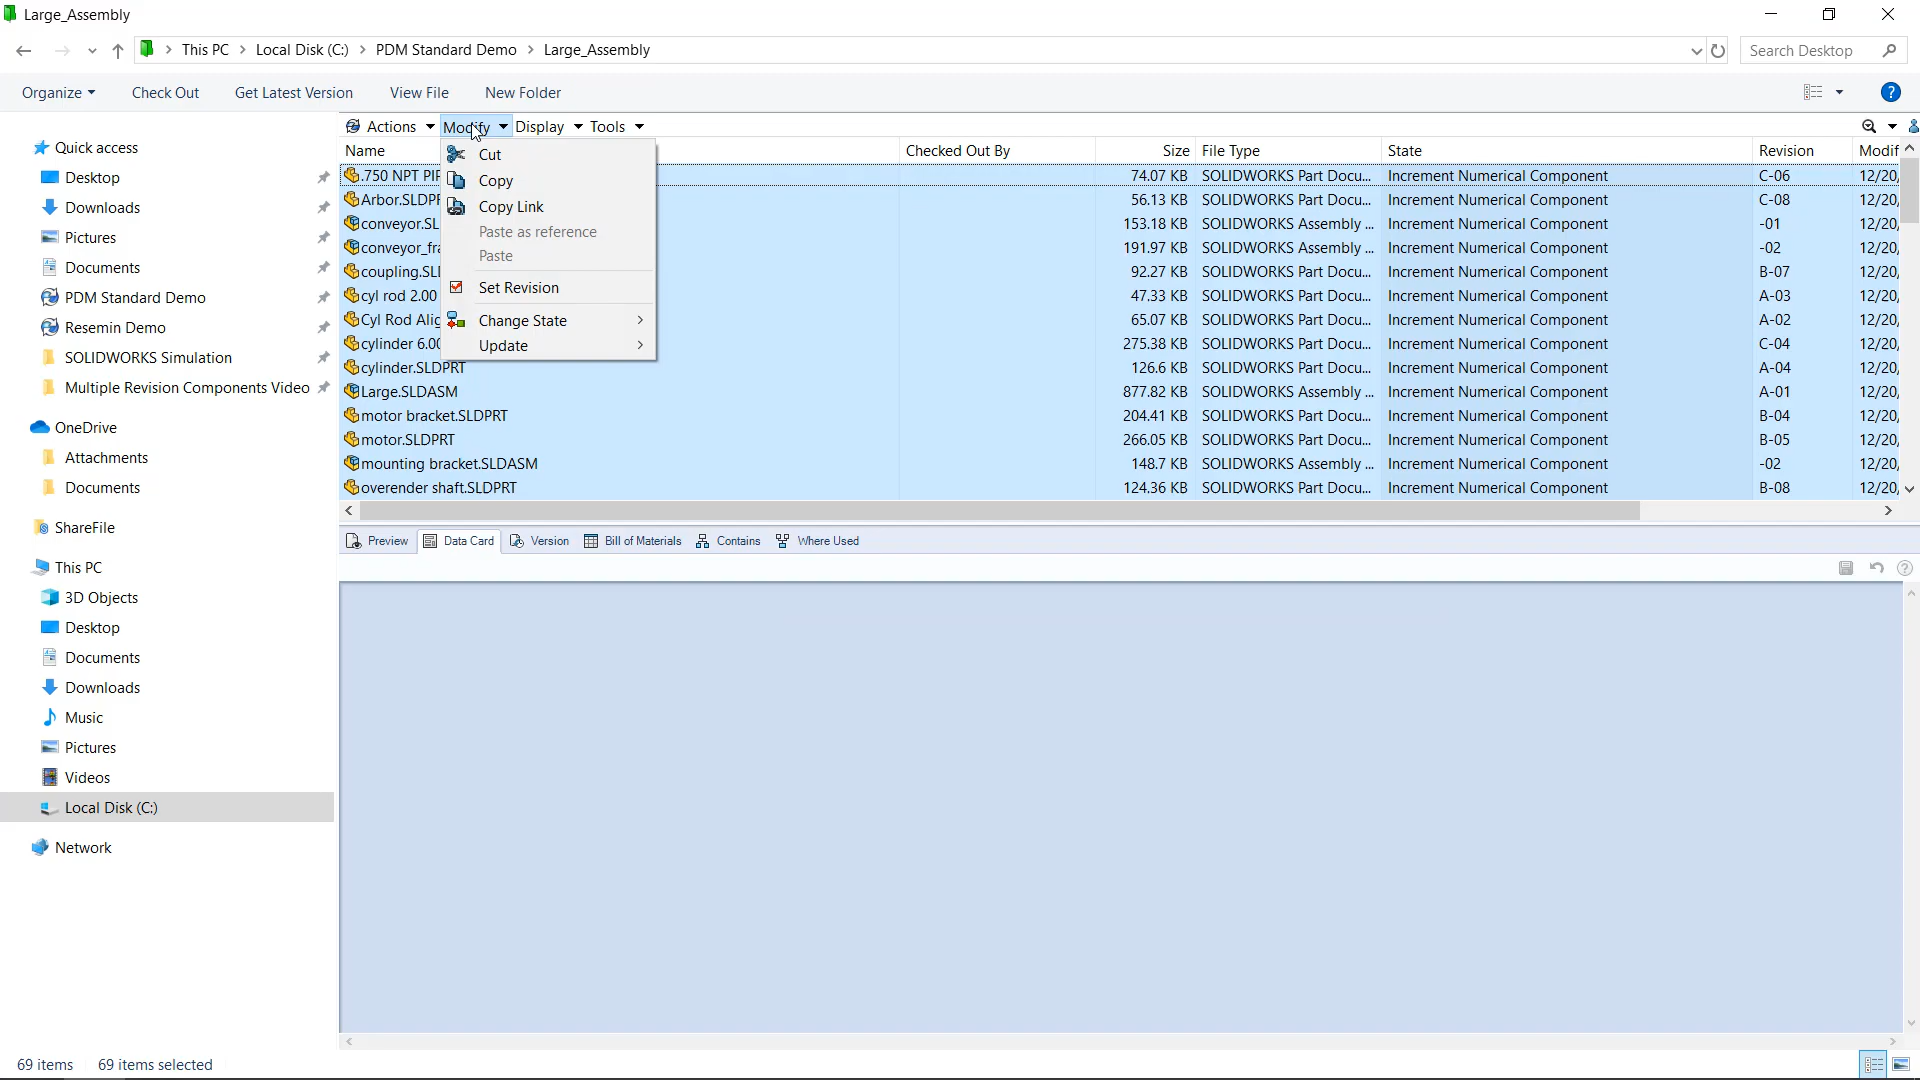 Large_Assembly
This PC > Local Disk (C:) > PDM Standard Demo > Large_Assembly
Search Desktop
Organize
Check Out
Get Latest Version
View File
New Folder
Actions
Modify
Display
Tools
Name
Checked Out By
Size
File Type
State
Revision
Modif
.750 NPT PIP 74.07 KB SOLIDWORKS Part Docu... Increment Numerical Component C-06 12/20,
Arbor.SLDPR 56.13 KB SOLIDWORKS Part Docu... Increment Numerical Component C-08 12/20,
conveyor.SL 153.18 KB SOLIDWORKS Assembly ... Increment Numerical Component -01 12/20,
conveyor_fra 191.97 KB SOLIDWORKS Assembly ... Increment Numerical Component -02 12/20,
coupling.SLI 92.27 KB SOLIDWORKS Part Docu... Increment Numerical Component B-07 12/20,
cyl rod 2.00 47.33 KB SOLIDWORKS Part Docu... Increment Numerical Component A-03 12/20,
Cyl Rod Alig 65.07 KB SOLIDWORKS Part Docu... Increment Numerical Component A-02 12/20,
cylinder 6.00 275.38 KB SOLIDWORKS Part Docu... Increment Numerical Component C-04 12/20,
cylinder.SLDPRT 126.6 KB SOLIDWORKS Part Docu... Increment Numerical Component A-04 12/20,
Large.SLDASM 877.82 KB SOLIDWORKS Assembly ... Increment Numerical Component A-01 12/20,
motor bracket.SLDPRT 204.41 KB SOLIDWORKS Part Docu... Increment Numerical Component B-04 12/20,
motor.SLDPRT 266.05 KB SOLIDWORKS Part Docu... Increment Numerical Component B-05 12/20,
mounting bracket.SLDASM 148.7 KB SOLIDWORKS Assembly ... Increment Numerical Component -02 12/20,
overender shaft.SLDPRT 124.36 KB SOLIDWORKS Part Docu... Increment Numerical Component B-08 12/20,
Cut
Copy
Copy Link
Paste as reference
Paste
Set Revision
Change State
Update
Quick access
Desktop
Downloads
Pictures
Documents
PDM Standard Demo
Resemin Demo
SOLIDWORKS Simulation
Multiple Revision Components Video
OneDrive
Attachments
Documents
ShareFile
This PC
3D Objects
Desktop
Documents
Downloads
Music
Pictures
Videos
Local Disk (C:)
Network
Preview
Data Card
Version
Bill of Materials
Contains
Where Used
69 items
69 items selected